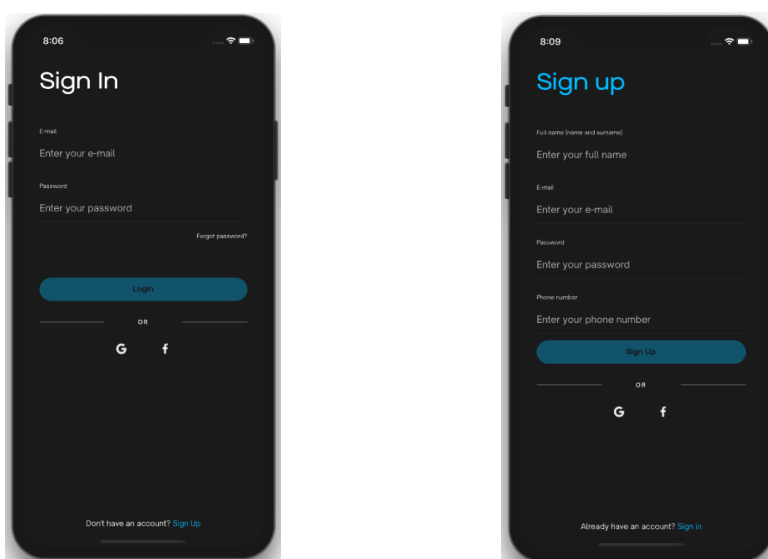 8:06
Sign In
E-mail
Enter your e-mail
Password
Enter your password
Forgot password?
Login
OR
G f
Don't have an account? Sign Up
8:09
Sign up
Full name (name and surname)
Enter your full name
E-mail
Enter your e-mail
Password
Enter your password
Phone number
Enter your phone number
Sign Up
OR
G f
Already have an account? Sign in